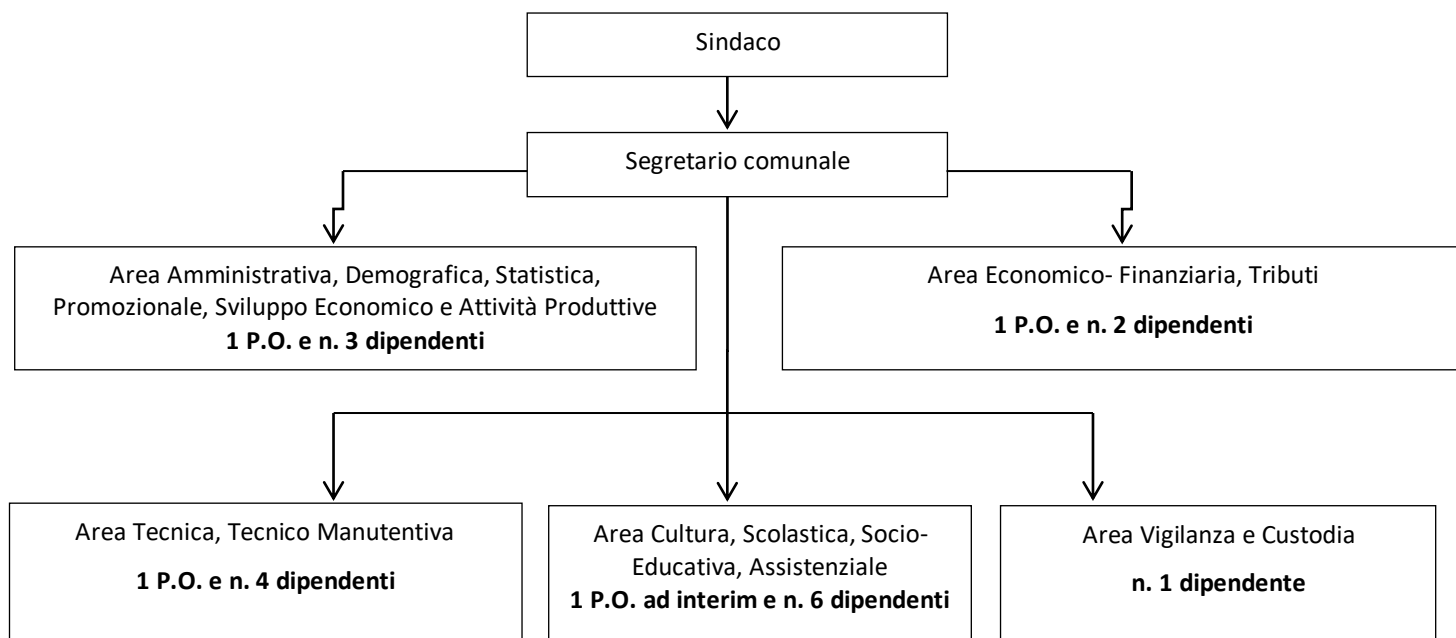 Sindaco
Segretario comunale
Area Amministrativa, Demografica, Statistica,
Promozionale, Sviluppo Economico e Attività Produttive
1 P.O. e n. 3 dipendenti
Area Economico- Finanziaria, Tributi
1 P.O. e n. 2 dipendenti
Area Tecnica, Tecnico Manutentiva
1 P.O. e n. 4 dipendenti
Area Cultura, Scolastica, Socio-
Educativa, Assistenziale
1 P.O. ad interim e n. 6 dipendenti
Area Vigilanza e Custodia
n. 1 dipendente